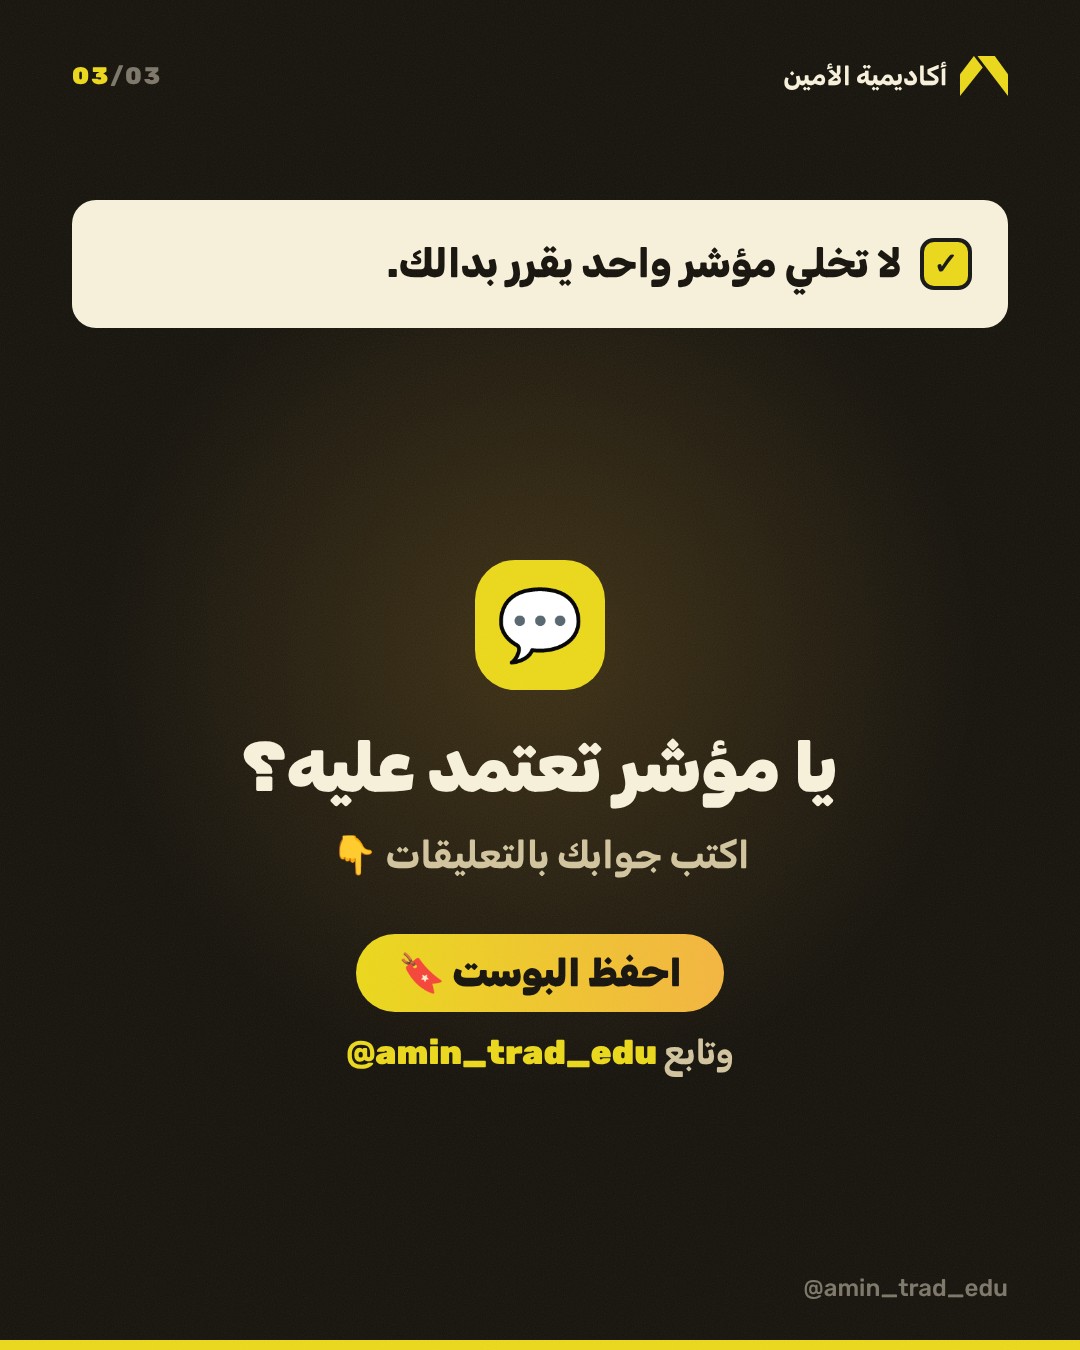 أكاديمية الأمين
03/03
✓ لا تخلي مؤشر واحد يقرر بدالك.
يا مؤشر تعتمد عليه؟
اكتب جوابك بالتعليقات 👇
احفظ البوست 🔖
وتابع @amin_trad_edu
@amin_trad_edu